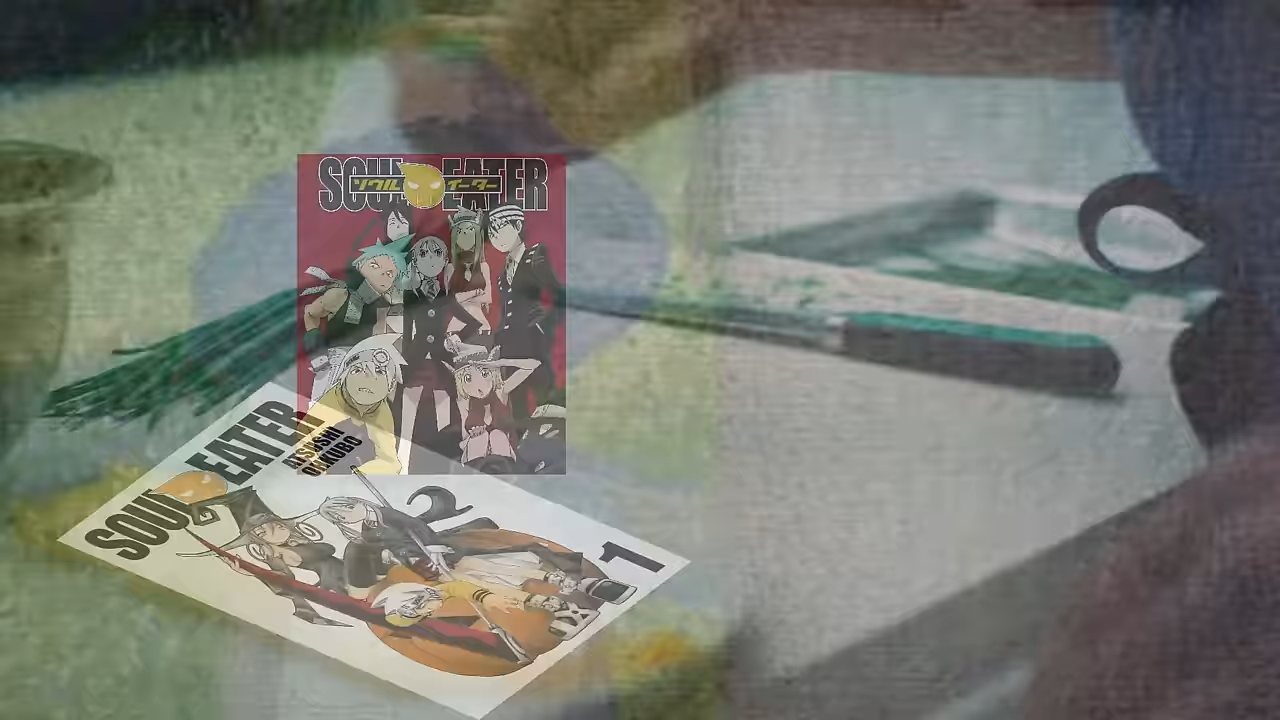 SOUL EATER
ソウル イーター
SOUL EATER
ATSUSHI
OHKUBO
1